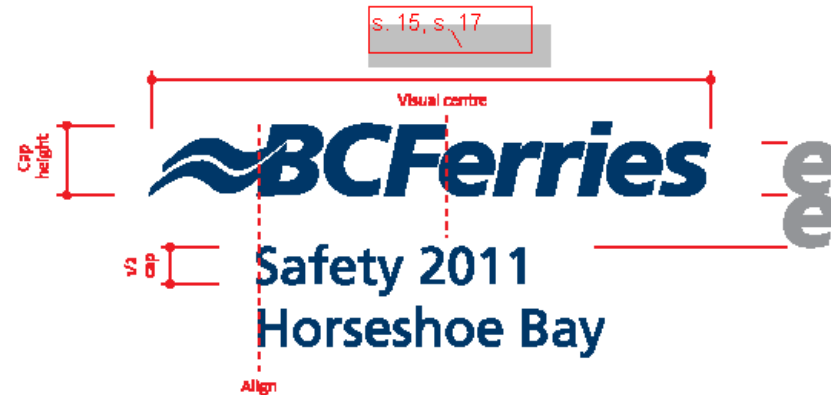 s. 15, s. 17
Visual centre
Cap height
BCFerries
e
e
1/2 cap
Safety 2011
Horseshoe Bay
Align